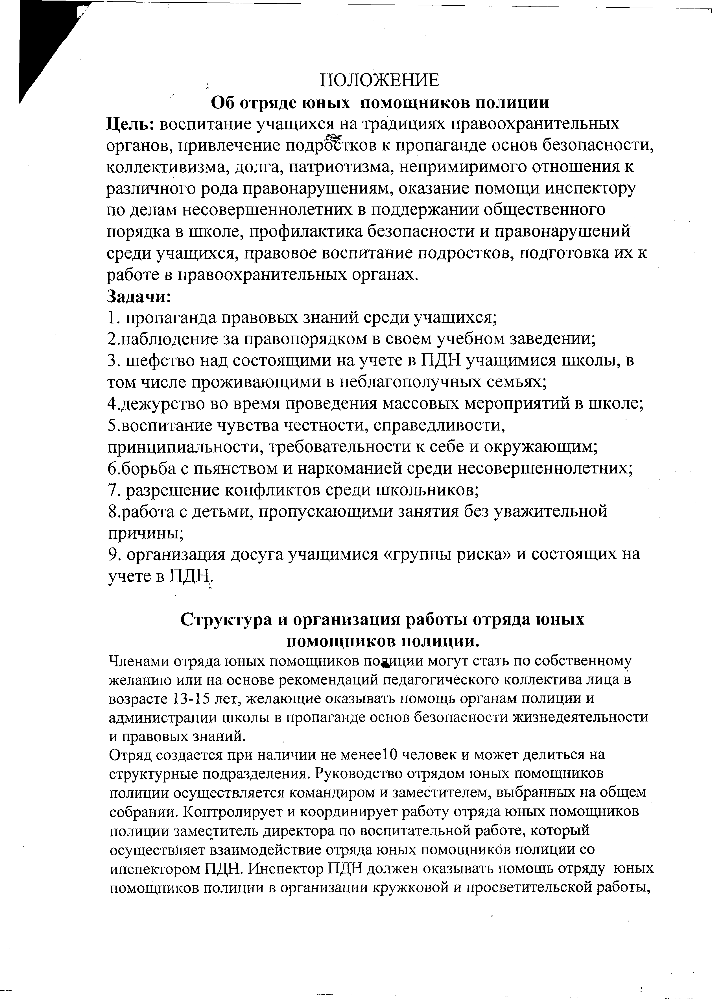 ПОЛОЖЕНИЕ
Об отряде юных помощников полиции
Цель: воспитание учащихся на традициях правоохранительных
органов, привлечение подростков к пропаганде основ безопасности,
коллективизма, долга, патриотизма, непримиримого отношения к
различного рода правонарушениям, оказание помощи инспектору
по делам несовершеннолетних в поддержании общественного
порядка в школе, профилактика безопасности и правонарушений
среди учащихся, правовое воспитание подростков, подготовка их к
работе в правоохранительных органах.
Задачи:
1. пропаганда правовых знаний среди учащихся;
2.наблюдение за правопорядком в своем учебном заведении;
3. шефство над состоящими на учете в ПДН учащимися школы, в
том числе проживающими в неблагополучных семьях;
4.дежурство во время проведения массовых мероприятий в школе;
5.воспитание чувства честности, справедливости,
принципиальности, требовательности к себе и окружающим;
6.борьба с пьянством и наркоманией среди несовершеннолетних;
7. разрешение конфликтов среди школьников;
8.работа с детьми, пропускающими занятия без уважительной
причины;
9. организация досуга учащимися «группы риска» и состоящих на
учете в ПДН.
Структура и организация работы отряда юных
помощников полиции.
Членами отряда юных помощников полиции могут стать по собственному
желанию или на основе рекомендаций педагогического коллектива лица в
возрасте 13-15 лет, желающие оказывать помощь органам полиции и
администрации школы в пропаганде основ безопасности жизнедеятельности
и правовых знаний.
Отряд создается при наличии не менее10 человек и может делиться на
структурные подразделения. Руководство отрядом юных помощников
полиции осуществляется командиром и заместителем, выбранных на общем
собрании. Контролирует и координирует работу отряда юных помощников
полиции заместитель директора по воспитательной работе, который
осуществляет взаимодействие отряда юных помощников полиции со
инспектором ПДН. Инспектор ПДН должен оказывать помощь отряду юных
помощников полиции в организации кружковой и просветительской работы,